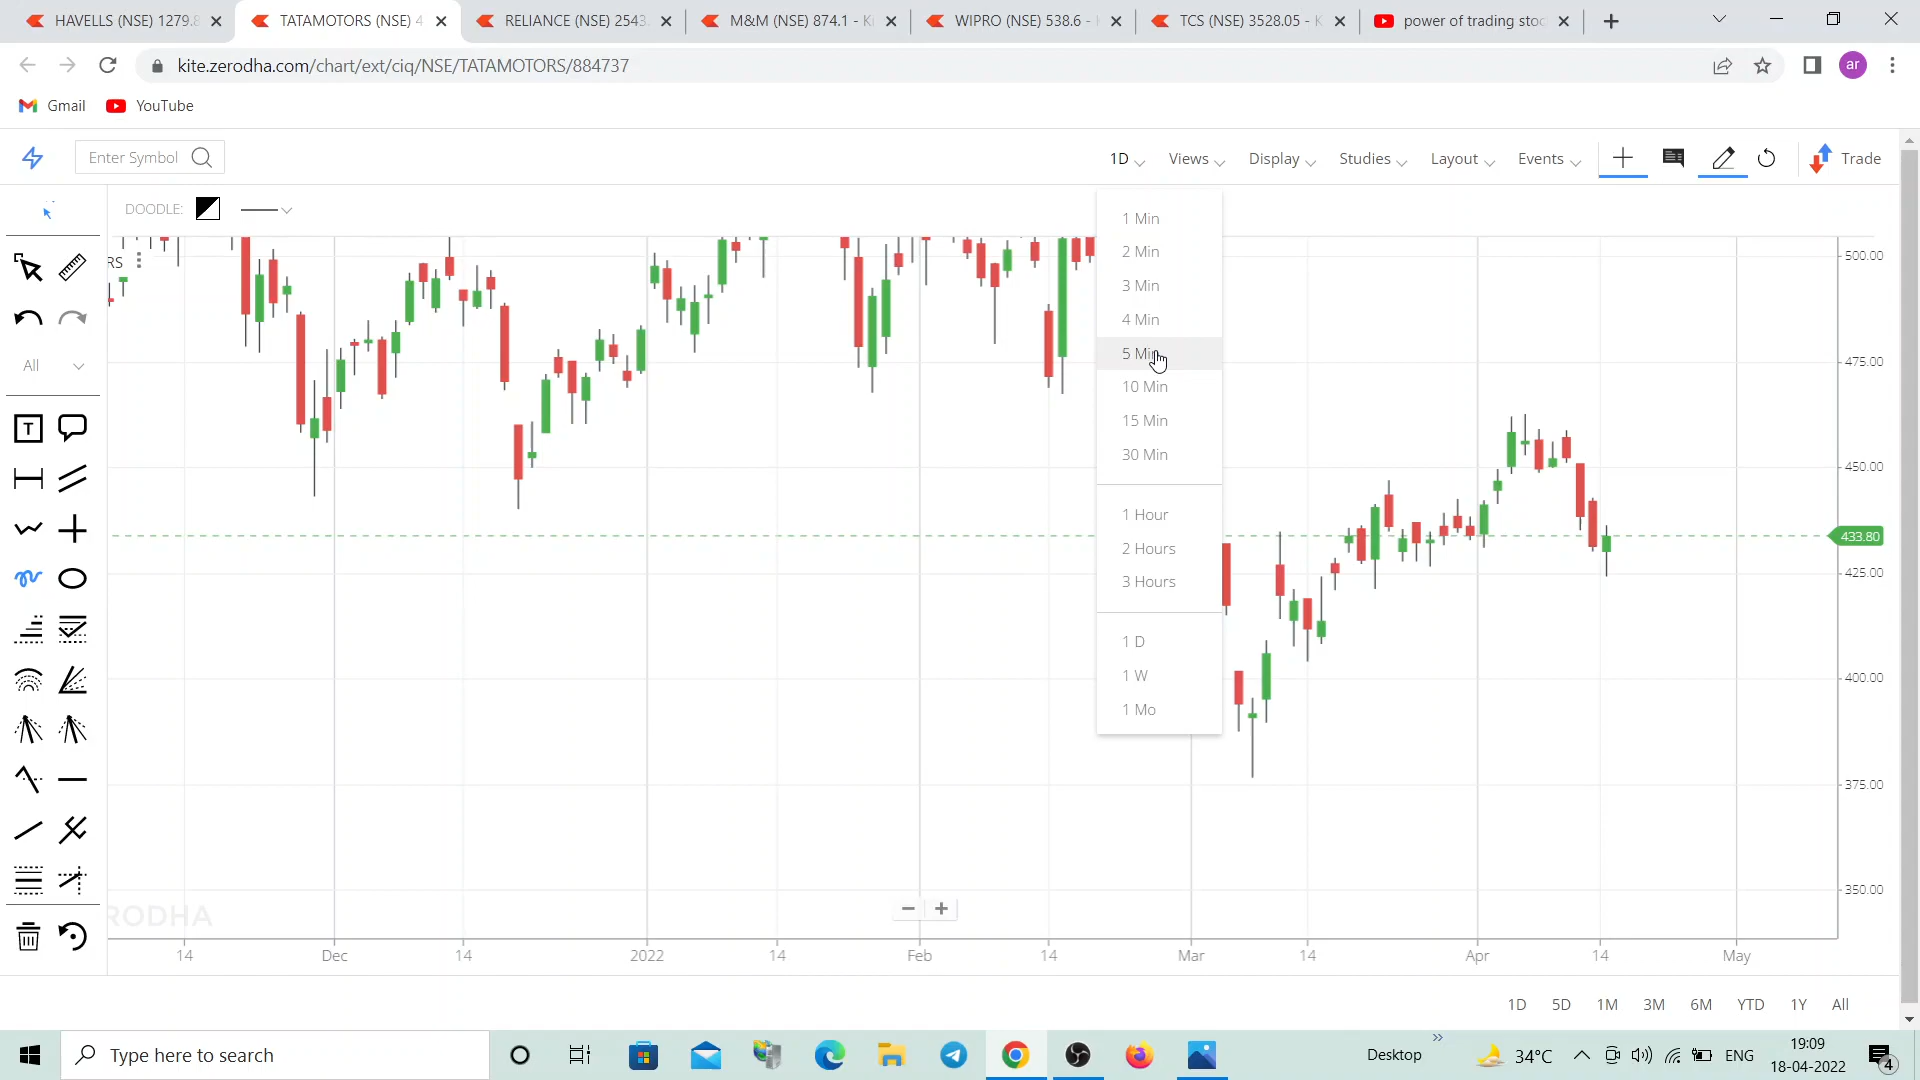 HAVELLS (NSE) 1279.8
TATAMOTORS (NSE) 4
RELIANCE (NSE) 2543.
M&M (NSE) 874.1 - Ki
WIPRO (NSE) 538.6 -
TCS (NSE) 3528.05 - K
power of trading stoc
kite.zerodha.com/chart/ext/ciq/NSE/TATAMOTORS/884737
ar
Gmail
YouTube
Enter Symbol
1D
Views
Display
Studies
Layout
Events
Trade
DOODLE:
RS
All
T
1 Min
2 Min
3 Min
4 Min
5 Min
10 Min
15 Min
30 Min
1 Hour
2 Hours
3 Hours
1 D
1 W
1 Mo
500.00
475.00
450.00
433.80
425.00
400.00
375.00
350.00
RODHA
14
Dec
14
2022
14
Feb
14
Mar
14
Apr
14
May
1D
5D
1M
3M
6M
YTD
1Y
All
Type here to search
Desktop
34°C
ENG
19:09
18-04-2022
4